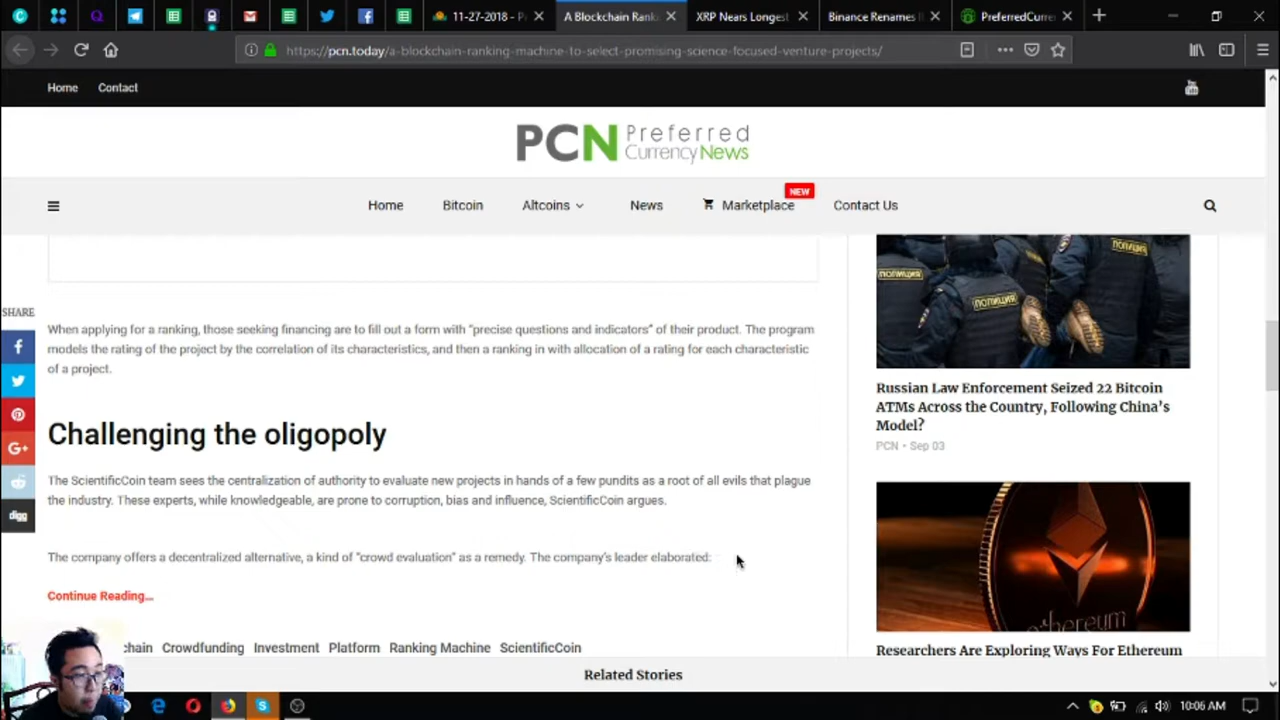 11-27-2018 - P
A Blockchain Rank
XRP Nears Longest
Binance Renames
PreferredCurre
https://pcn.today/a-blockchain-ranking-machine-to-select-promising-science-focused-venture-projects/
Home Contact
PCN Preferred CurrencyNews
NEW
Home Bitcoin Altcoins News Marketplace Contact Us
SHARE
When applying for a ranking, those seeking financing are to fill out a form with “precise questions and indicators” of their product. The program
models the rating of the project by the correlation of its characteristics, and then a ranking in with allocation of a rating for each characteristic
of a project.
Challenging the oligopoly
The ScientificCoin team sees the centralization of authority to evaluate new projects in hands of a few pundits as a root of all evils that plague
the industry. These experts, while knowledgeable, are prone to corruption, bias and influence, ScientificCoin argues.
The company offers a decentralized alternative, a kind of “crowd evaluation” as a remedy. The company’s leader elaborated:
Continue Reading...
chain Crowdfunding Investment Platform Ranking Machine ScientificCoin
digg
ПОЛИЦИЯ
ПОЛИЦИЯ
ПОЛИЦИЯ
Russian Law Enforcement Seized 22 Bitcoin
ATMs Across the Country, Following China’s
Model?
PCN • Sep 03
ethereum
Researchers Are Exploring Ways For Ethereum
Related Stories
10:06 AM